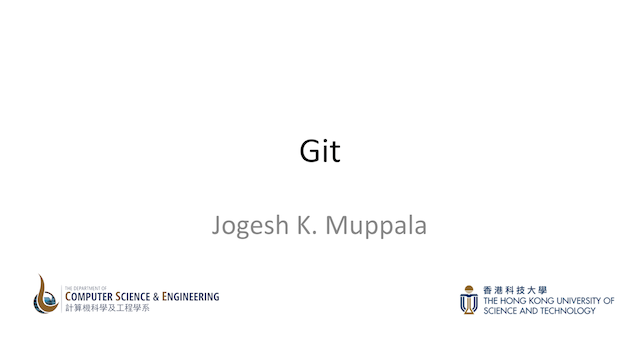 Git
Jogesh K. Muppala
THE DEPARTMENT OF
COMPUTER SCIENCE & ENGINEERING
計算機科學及工程學系
香港科技大學
THE HONG KONG UNIVERSITY OF
SCIENCE AND TECHNOLOGY